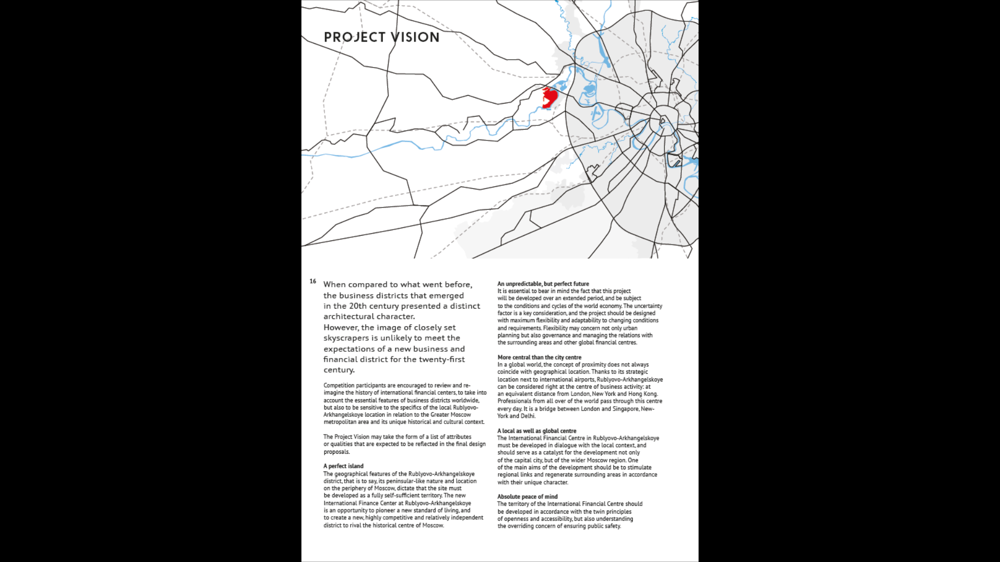 PROJECT VISION
16
When compared to what went before,
the business districts that emerged
in the 20th century presented a distinct
architectural character.
However, the image of closely set
skyscrapers is unlikely to meet the
expectations of a new business and
financial district for the twenty-first
century.
Competition participants are encouraged to review and re-
imagine the history of international financial centers, to take into
account the essential features of business districts worldwide,
but also to be sensitive to the specifics of the local Rublyovo-
Arkhangelskoye location in relation to the Greater Moscow
metropolitan area and its unique historical and cultural context.
The Project Vision may take the form of a list of attributes
or qualities that are expected to be reflected in the final design
proposals.
A perfect island
The geographical features of the Rublyovo-Arkhangelskoye
district, that is to say, its peninsular-like nature and location
on the periphery of Moscow, dictate that the site must
be developed as a fully self-sufficient territory. The new
International Finance Center at Rublyovo-Arkhangelskoye
is an opportunity to pioneer a new standard of living, and
to create a new, highly competitive and relatively independent
district to rival the historical centre of Moscow.
An unpredictable, but perfect future
It is essential to bear in mind the fact that this project
will be developed over an extended period, and be subject
to the conditions and cycles of the world economy. The uncertainty
factor is a key consideration, and the project should be designed
with maximum flexibility and adaptability to changing conditions
and requirements. Flexibility may concern not only urban
planning but also governance and managing the relations with
the surrounding areas and other global financial centres.
More central than the city centre
In a global world, the concept of proximity does not always
coincide with geographical location. Thanks to its strategic
location next to international airports, Rublyovo-Arkhangelskoye
can be considered right at the centre of business activity: at
an equivalent distance from London, New York and Hong Kong.
Professionals from all over of the world pass through this centre
every day. It is a bridge between London and Singapore, New-
York and Delhi.
A local as well as global centre
The International Financial Centre in Rublyovo-Arkhangelskoye
must be developed in dialogue with the local context, and
should serve as a catalyst for the development not only
of the capital city, but of the wider Moscow region. One
of the main aims of the development should be to stimulate
regional links and regenerate surrounding areas in accordance
with their unique character.
Absolute peace of mind
The territory of the International Financial Centre should
be developed in accordance with the twin principles
of openness and accessibility, but also understanding
the overriding concern of ensuring public safety.